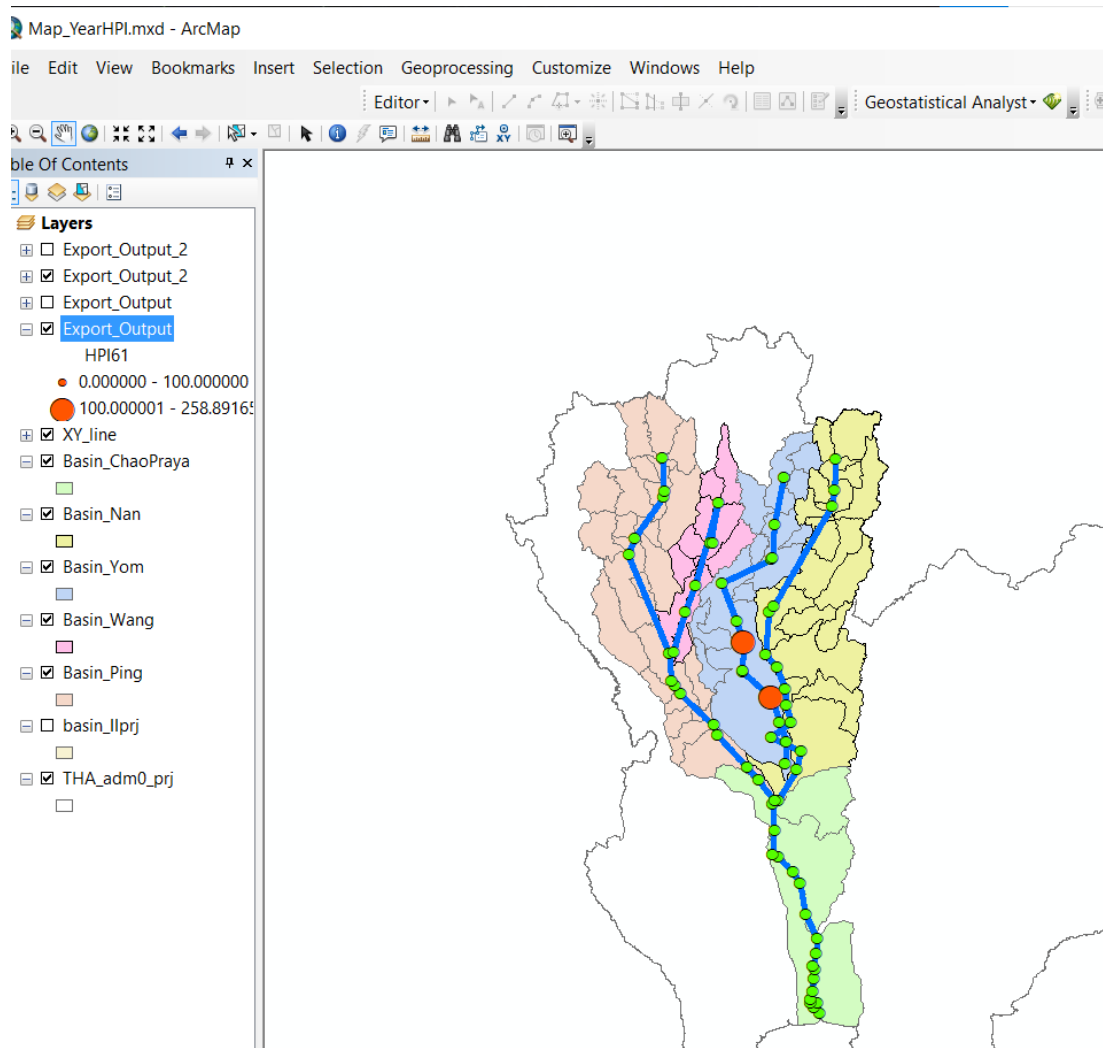 Map_YearHPI.mxd - ArcMap
ile Edit View Bookmarks Insert Selection Geoprocessing Customize Windows Help
Editor Geostatistical Analyst
ble Of Contents
Layers
Export_Output_2
Export_Output_2
Export_Output
Export_Output
HPI61
0.000000 - 100.000000
100.000001 - 258.89165
XY_line
Basin_ChaoPraya
Basin_Nan
Basin_Yom
Basin_Wang
Basin_Ping
basin_llprj
THA_adm0_prj